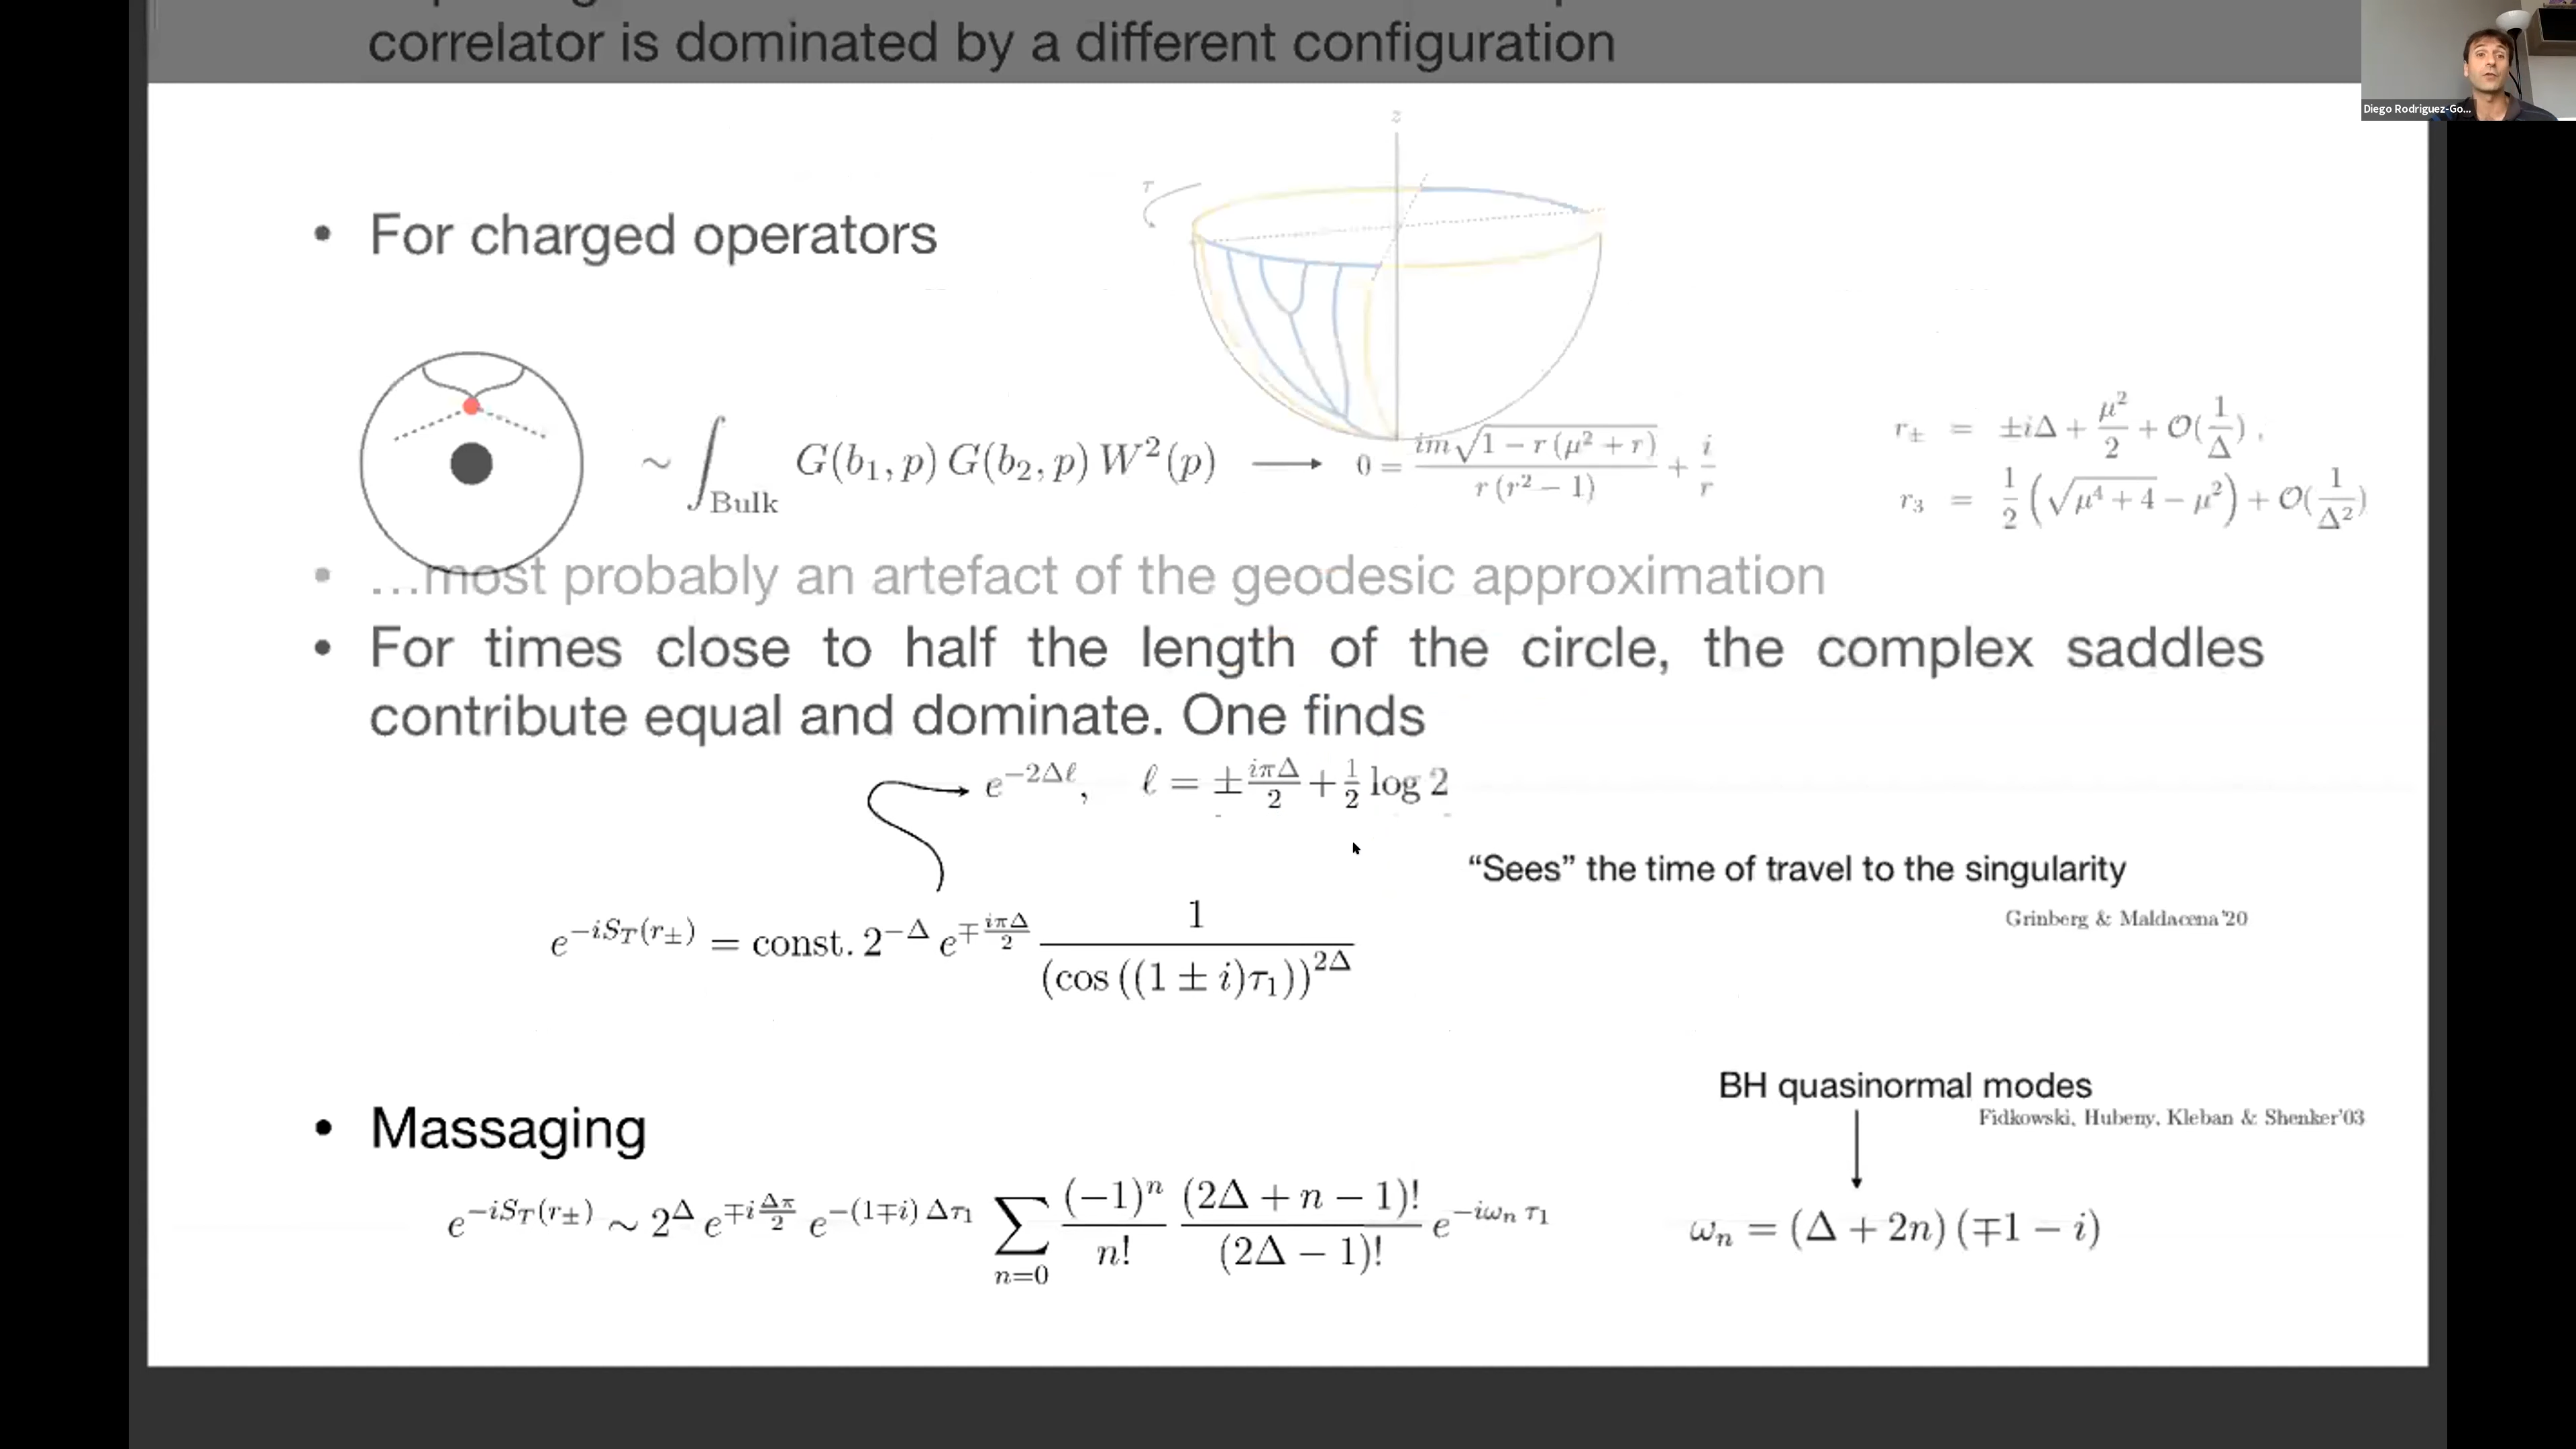 correlator is dominated by a different configuration
Diego Rodriguez-Go...
z
τ
• For charged operators
∼ ∫_Bulk G(b₁, p) G(b₂, p) W²(p) ⟶ 0 = im√(1 − r (μ² + r)) / (r (r² − 1)) + i/r
r± = ±iΔ + μ²/2 + O(1/Δ),
r₃ = 1/2 (√(μ⁴ + 4) − μ²) + O(1/Δ²)
• ...most probably an artefact of the geodesic approximation
• For times close to half the length of the circle, the complex saddles
contribute equal and dominate. One finds
e^{−2Δℓ}, ℓ = ±iπΔ/2 + 1/2 log 2
“Sees” the time of travel to the singularity
Grinberg & Maldacena'20
e^{−iS_T(r±)} = const. 2^{−Δ} e^{∓iπΔ/2} 1/(cos ((1 ± i)τ₁))^{2Δ}
BH quasinormal modes
Fidkowski, Hubeny, Kleban & Shenker'03
• Massaging
e^{−iS_T(r±)} ∼ 2^Δ e^{∓iΔπ/2} e^{−(1∓i) Δτ₁} ∑_{n=0} (−1)ⁿ/n! (2Δ + n − 1)!/(2Δ − 1)! e^{−iωₙ τ₁}
ωₙ = (Δ + 2n) (∓1 − i)